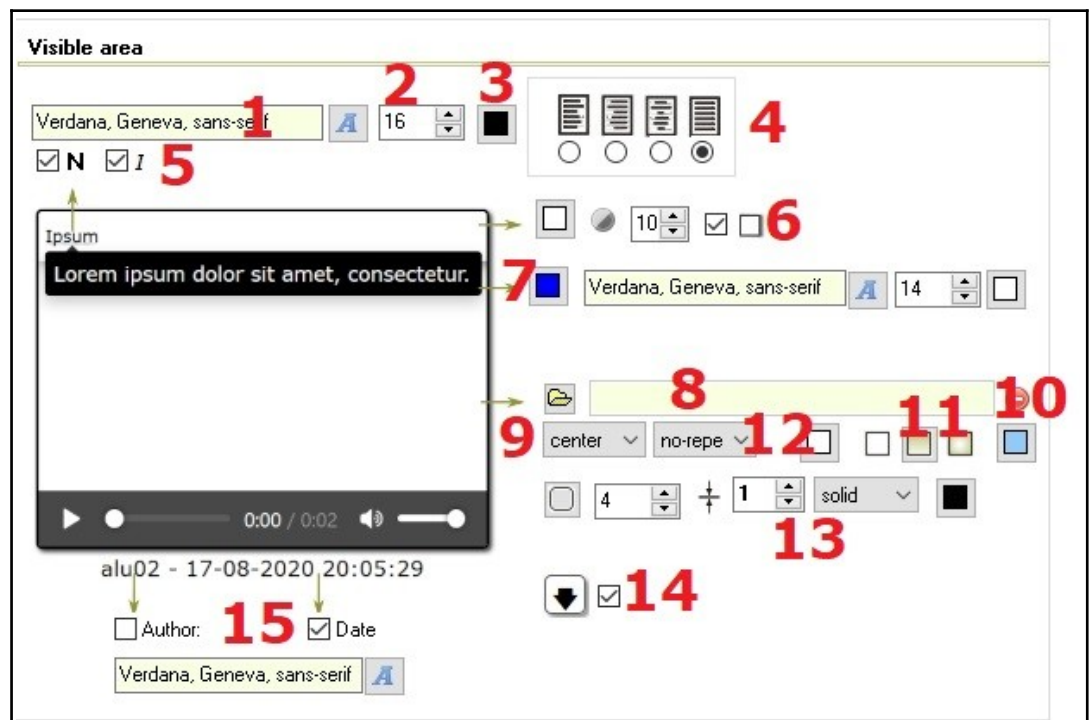 Visible area
Verdana, Geneva, sans-serif 1 A 2 16 3 4
N I 5
6 10
Ipsum
Lorem ipsum dolor sit amet, consectetur.
7 Verdana, Geneva, sans-serif A 14
8 10
9 center no-repe 12 11
4 1 solid
13
0:00 / 0:02
alu02 - 17-08-2020 20:05:29
14
Author: 15 Date
Verdana, Geneva, sans-serif A